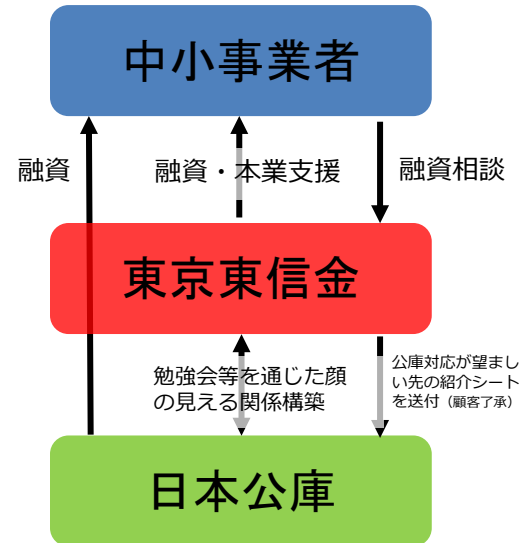 中小事業者
融資
融資・本業支援
融資相談
東京東信金
勉強会等を通じた顔
の見える関係構築
公庫対応が望まし
い先の紹介シート
を送付（顧客了承）
日本公庫